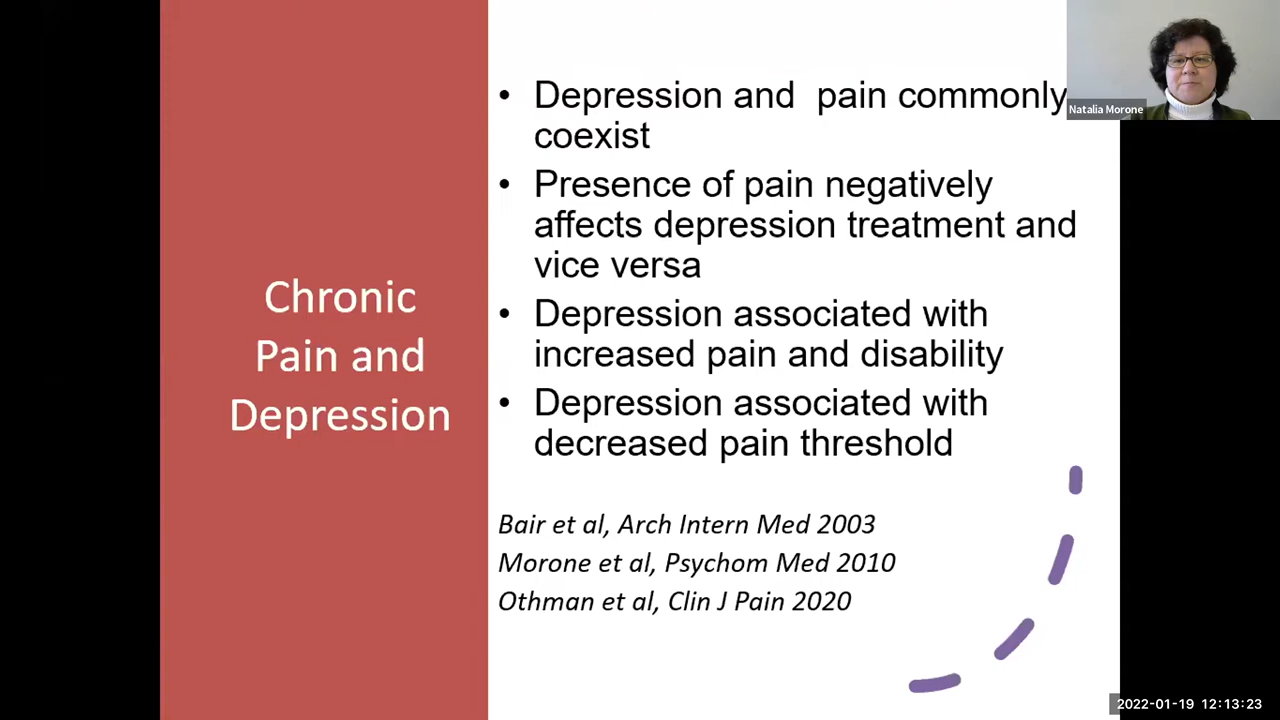 Chronic
Pain and
Depression
• Depression and  pain commonly
coexist
• Presence of pain negatively
affects depression treatment and
vice versa
• Depression associated with
increased pain and disability
• Depression associated with
decreased pain threshold
Bair et al, Arch Intern Med 2003
Morone et al, Psychom Med 2010
Othman et al, Clin J Pain 2020
Natalia Morone
2022-01-19 12:13:23